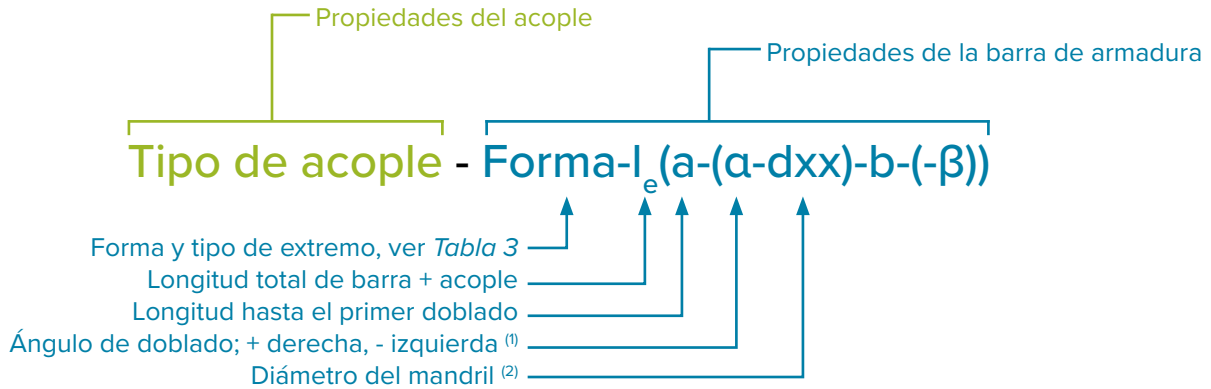 Propiedades del acople
Propiedades de la barra de armadura
Tipo de acople - Forma-lₑ(a-(α-dxx)-b-(-β))
Forma y tipo de extremo, ver Tabla 3
Longitud total de barra + acople
Longitud hasta el primer doblado
Ángulo de doblado; + derecha, - izquierda (1)
Diámetro del mandril (2)